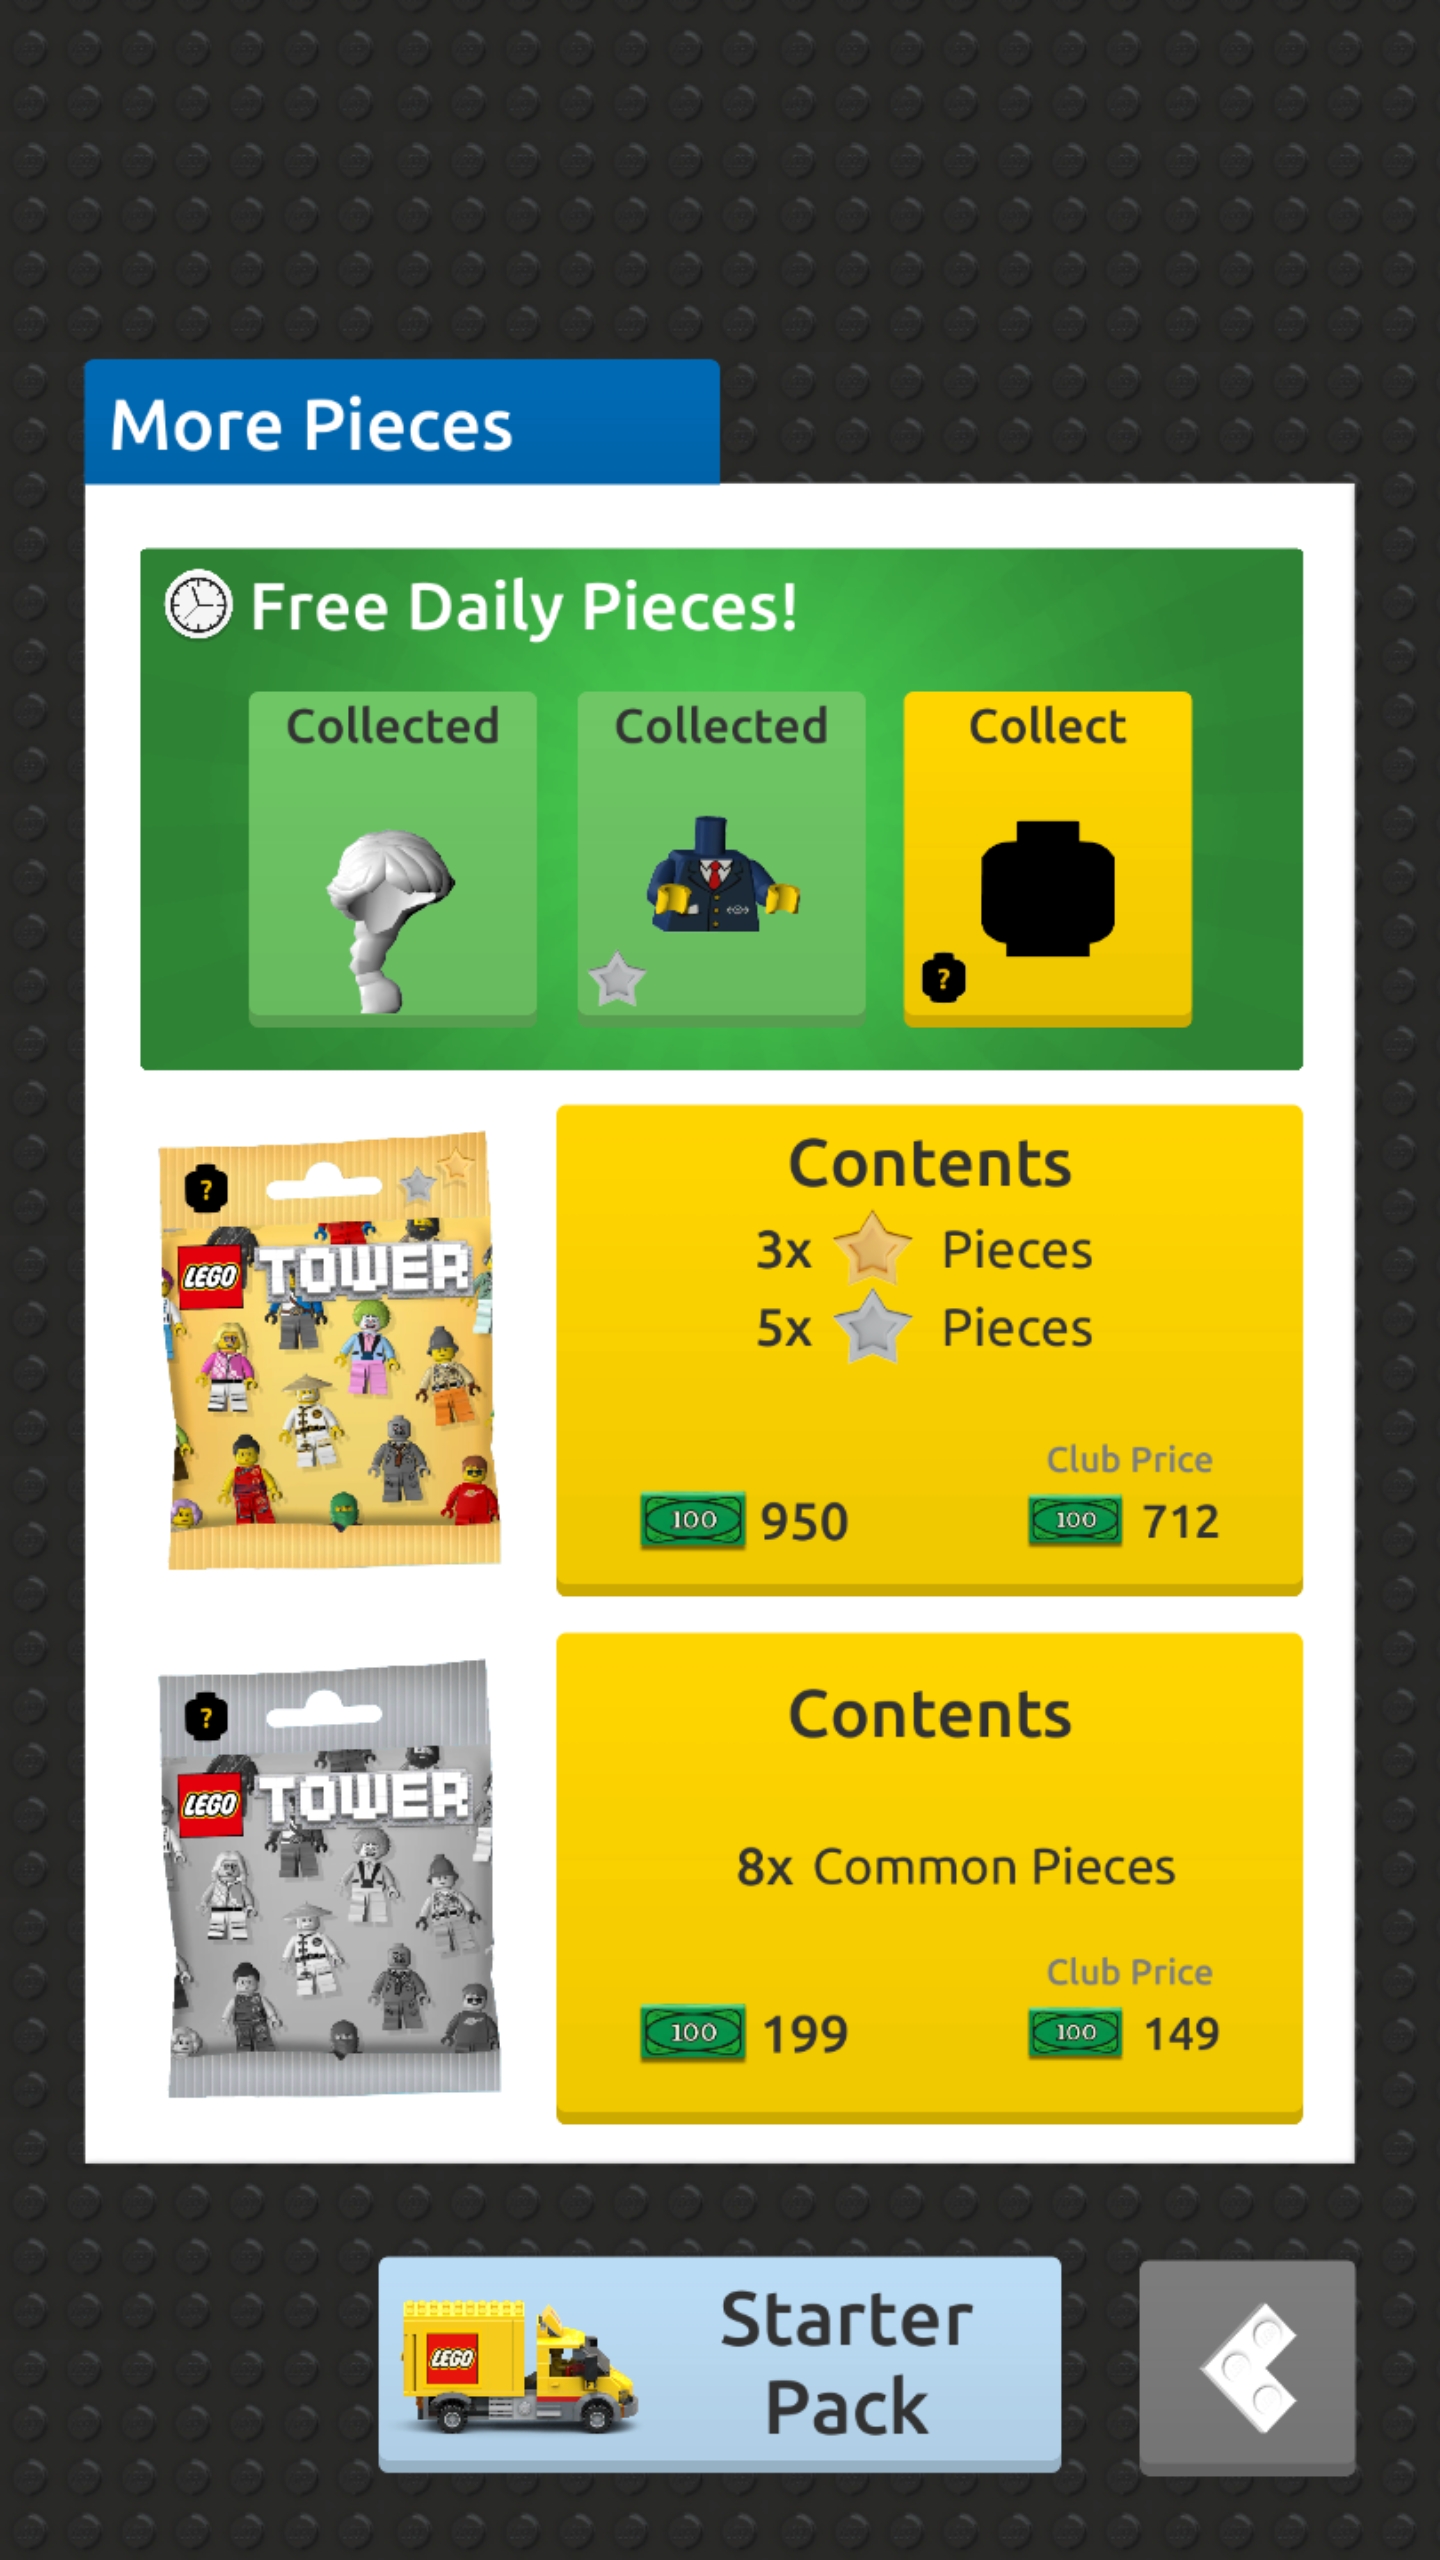 More Pieces
Free Daily Pieces!
Collected
Collected
Collect
?
?
LEGO TOWER
Contents
3x Pieces
5x Pieces
Club Price
100 950
100 712
?
LEGO TOWER
Contents
8x Common Pieces
Club Price
100 199
100 149
LEGO
Starter
Pack